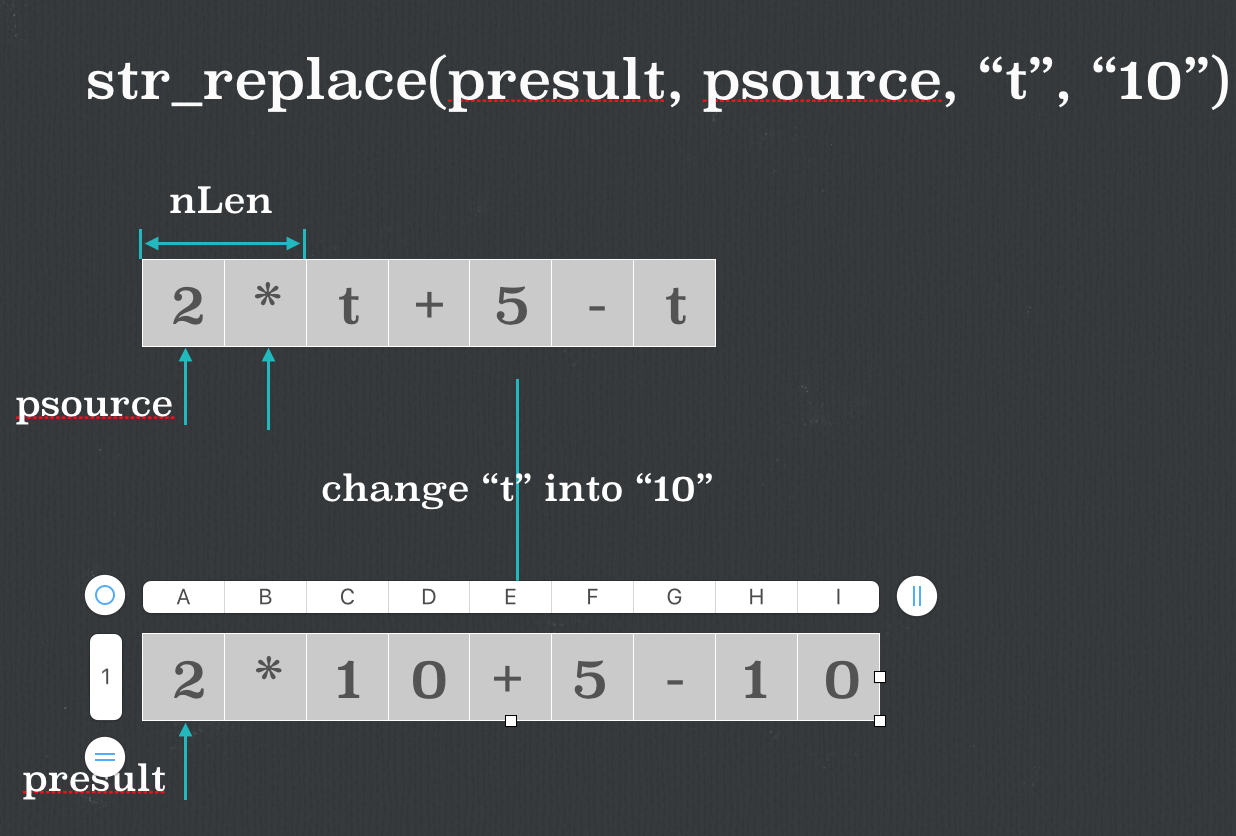 str_replace(presult, psource, “t”, “10”)
nLen
2 * t + 5 - t
psource
change “t” into “10”
A B C D E F G H I
1
2 * 1 0 + 5 - 1 0
presult